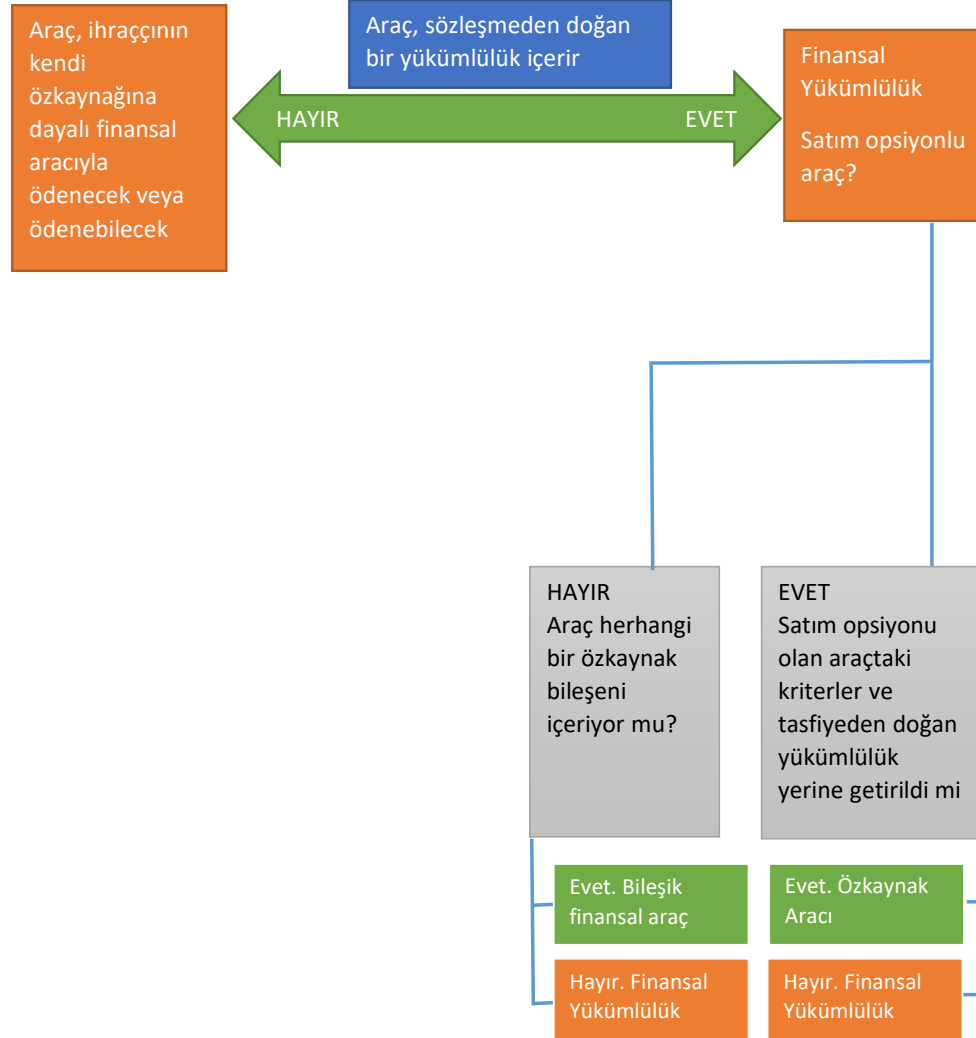 Araç, ihraççının
kendi
özkaynağına
dayalı finansal
aracıyla
ödenecek veya
ödenebilecek
Araç, sözleşmeden doğan
bir yükümlülük içerir
HAYIR
EVET
Finansal
Yükümlülük
Satım opsiyonlu
araç?
HAYIR
Araç herhangi
bir özkaynak
bileşeni
içeriyor mu?
EVET
Satım opsiyonu
olan araçtaki
kriterler ve
tasfiyeden doğan
yükümlülük
yerine getirildi mi
Evet. Bileşik
finansal araç
Evet. Özkaynak
Aracı
Hayır. Finansal
Yükümlülük
Hayır. Finansal
Yükümlülük